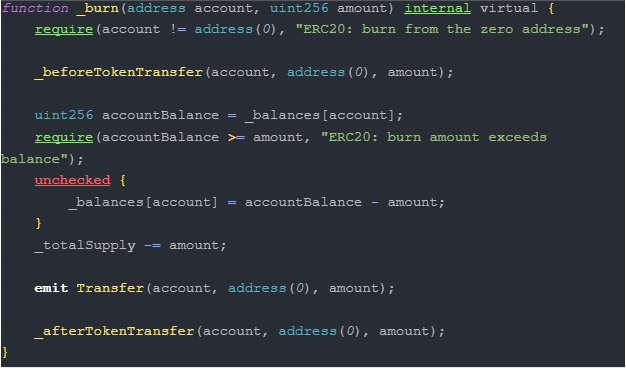 function _burn(address account, uint256 amount) internal virtual {
    require(account != address(0), "ERC20: burn from the zero address");

    _beforeTokenTransfer(account, address(0), amount);

    uint256 accountBalance = _balances[account];
    require(accountBalance >= amount, "ERC20: burn amount exceeds
balance");
    unchecked {
        _balances[account] = accountBalance - amount;
    }
    _totalSupply -= amount;

    emit Transfer(account, address(0), amount);

    _afterTokenTransfer(account, address(0), amount);
}